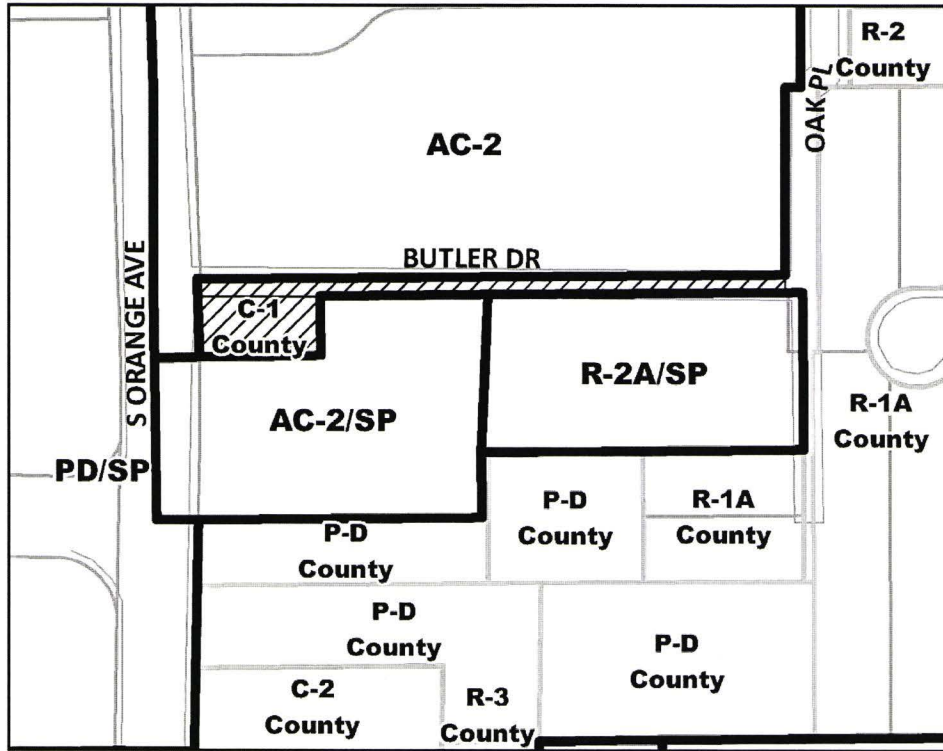 R-2
County
OAK PL
AC-2
S ORANGE AVE
BUTLER DR
C-1
County
R-2A/SP
AC-2/SP
R-1A
County
PD/SP
P-D
County
R-1A
County
P-D
County
P-D
County
P-D
County
C-2
County
R-3
County